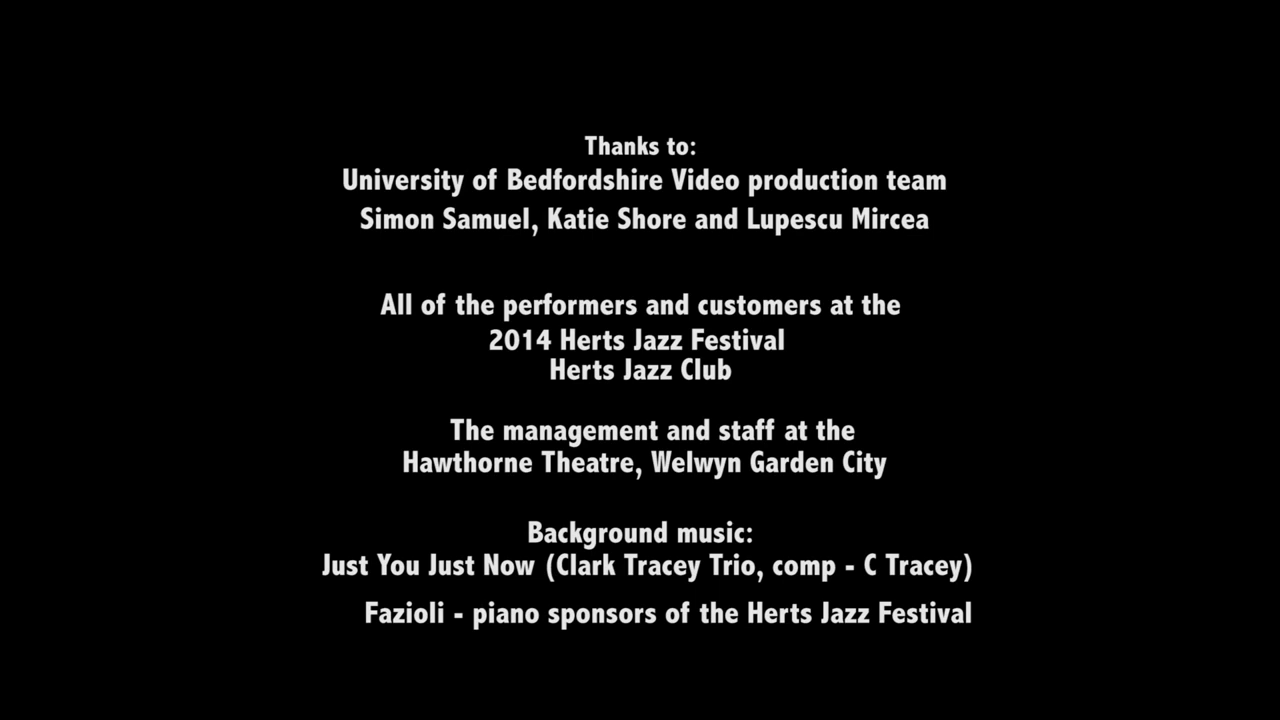 Thanks to:
University of Bedfordshire Video production team
Simon Samuel, Katie Shore and Lupescu Mircea
All of the performers and customers at the
2014 Herts Jazz Festival
Herts Jazz Club
The management and staff at the
Hawthorne Theatre, Welwyn Garden City
Background music:
Just You Just Now (Clark Tracey Trio, comp - C Tracey)
Fazioli - piano sponsors of the Herts Jazz Festival